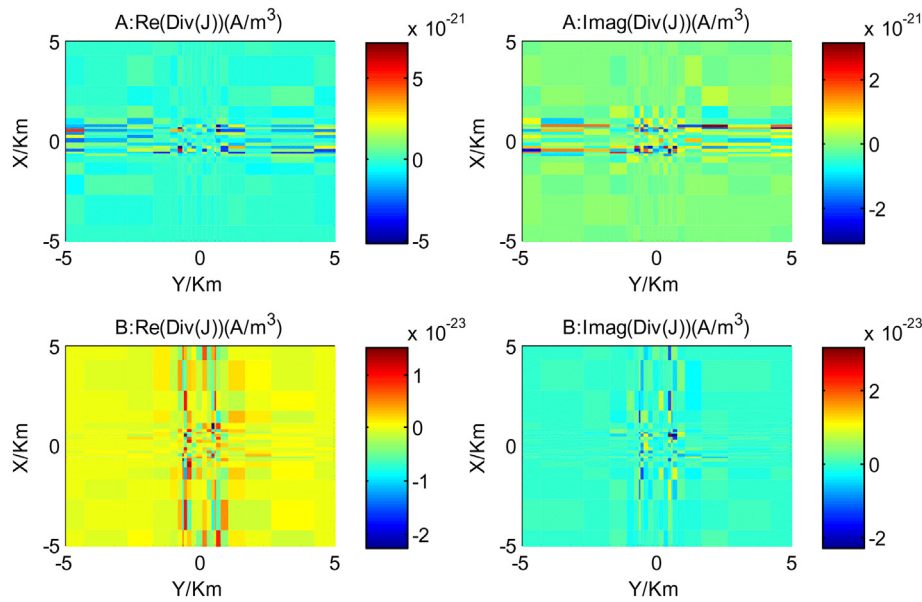 A:Re(Div(J))(A/m³)
x 10⁻²¹
5
0
-5
X/Km
5
0
-5
-5
0
5
Y/Km
A:Imag(Div(J))(A/m³)
x 10⁻²¹
5
0
-5
X/Km
2
0
-2
-5
0
5
Y/Km
B:Re(Div(J))(A/m³)
x 10⁻²³
5
0
-5
X/Km
1
0
-1
-2
-5
0
5
Y/Km
B:Imag(Div(J))(A/m³)
x 10⁻²³
5
0
-5
X/Km
2
0
-2
-5
0
5
Y/Km